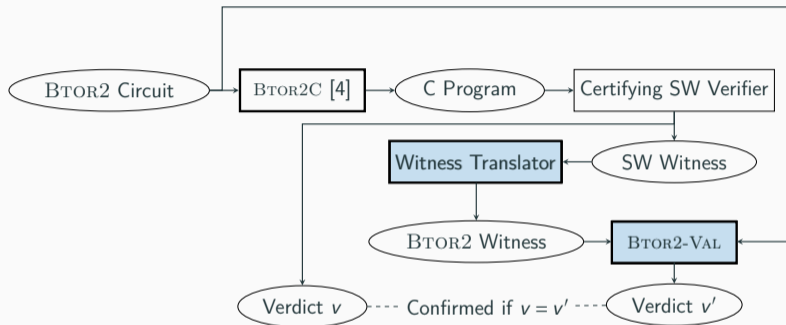 BTOR2 Circuit
BTOR2C [4]
C Program
Certifying SW Verifier
Witness Translator
SW Witness
BTOR2 Witness
BTOR2-VAL
Verdict v
Confirmed if v = v′
Verdict v′